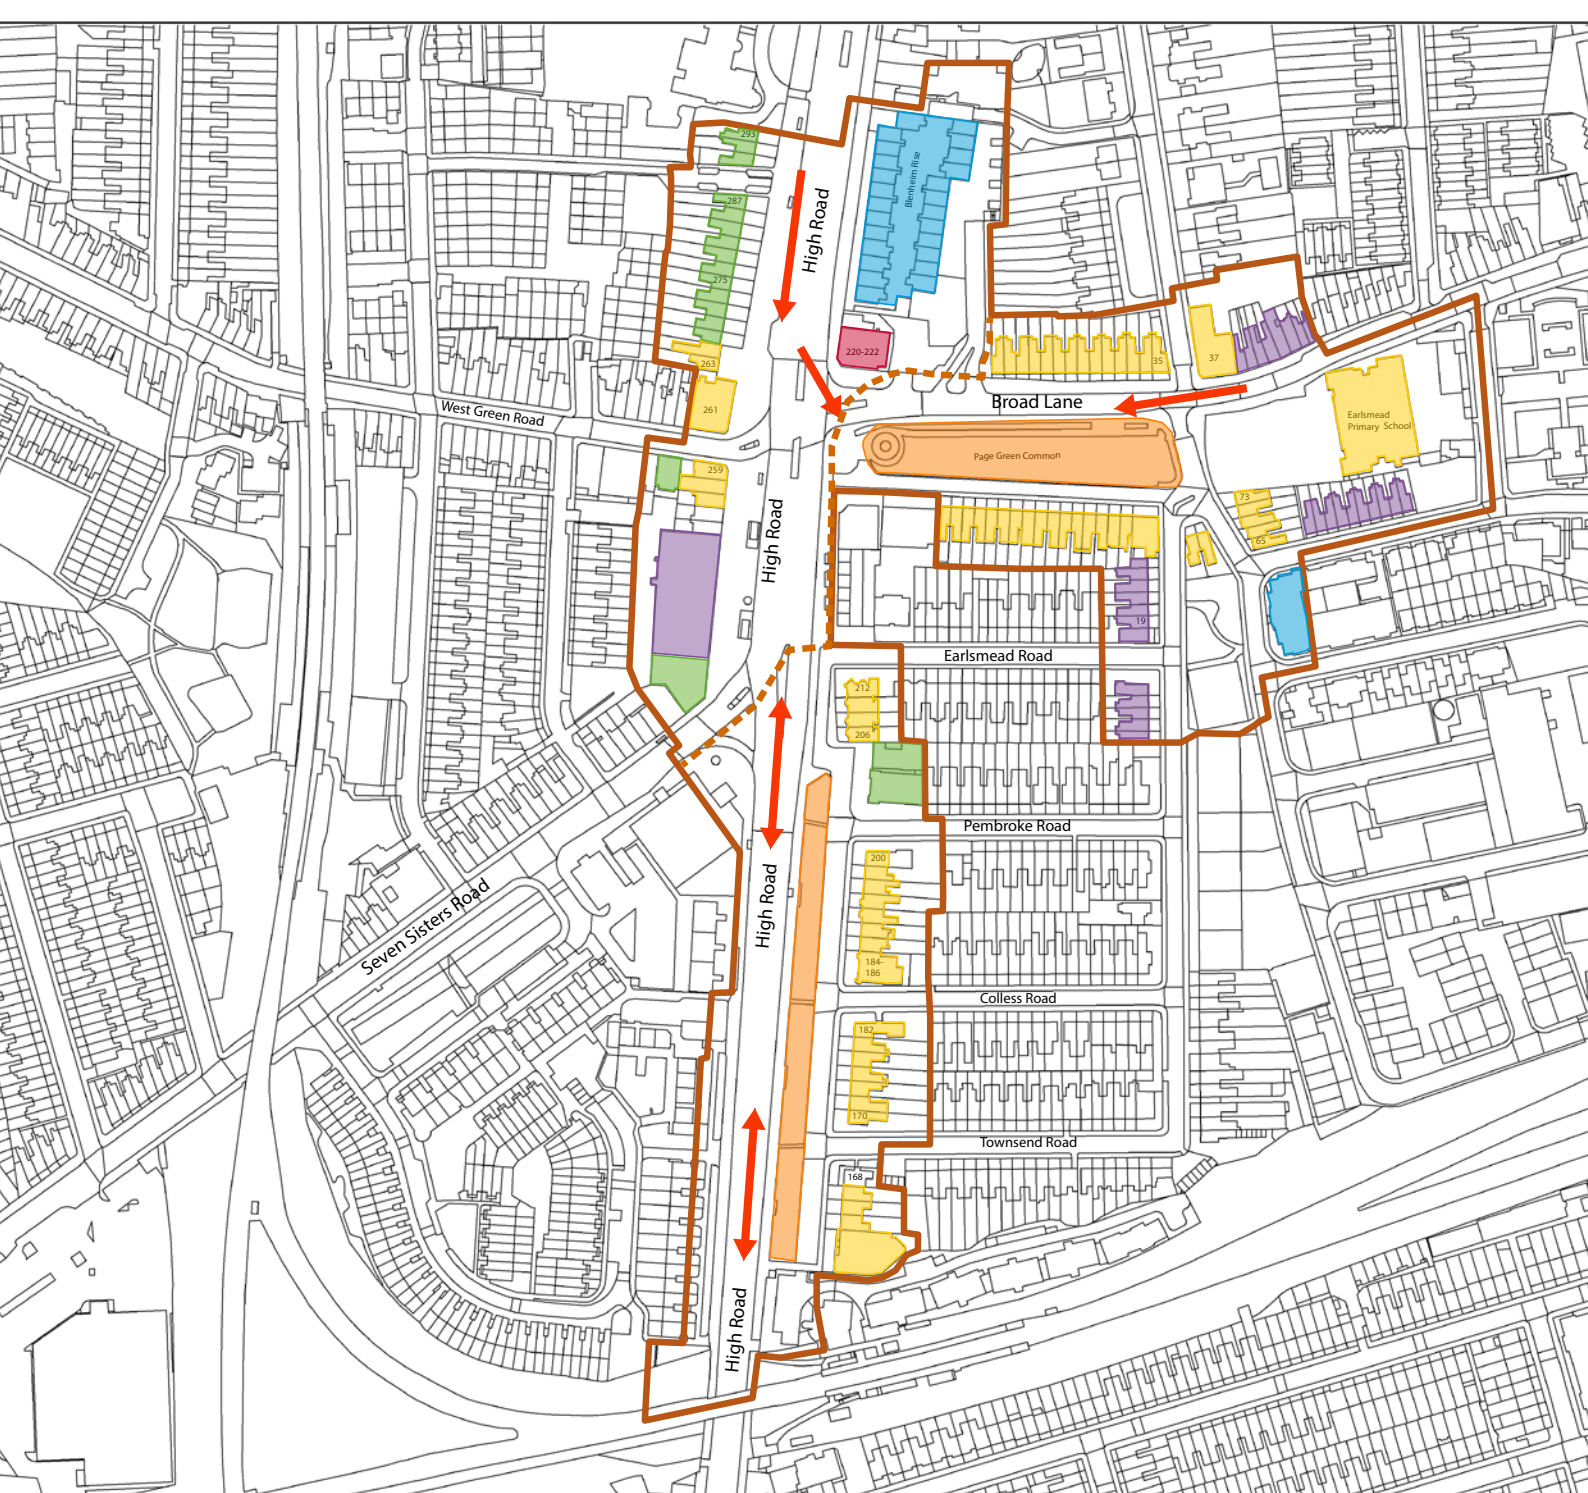 293
287
High Road
Blenheim Rise
275
220-222
263
35
37
Broad Lane
261
West Green Road
Earlsmead
Primary School
Page Green Common
259
73
High Road
65
19
Earlsmead Road
212
206
Pembroke Road
200
High Road
Seven Sisters Road
184-
186
Colless Road
182
170
Townsend Road
168
High Road